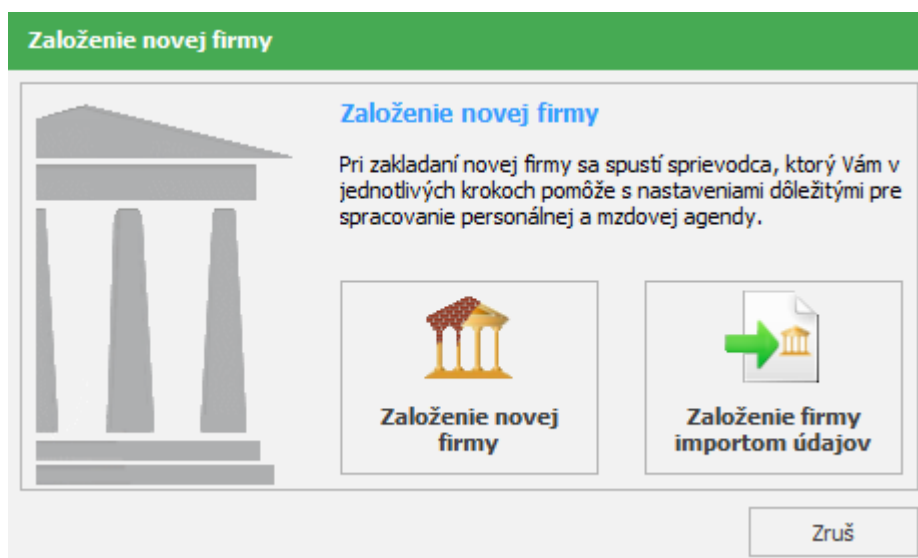 Založenie novej firmy
Založenie novej firmy
Pri zakladaní novej firmy sa spustí sprievodca, ktorý Vám v
jednotlivých krokoch pomôže s nastaveniami dôležitými pre
spracovanie personálnej a mzdovej agendy.
Založenie novej
firmy
Založenie firmy
importom údajov
Zruš